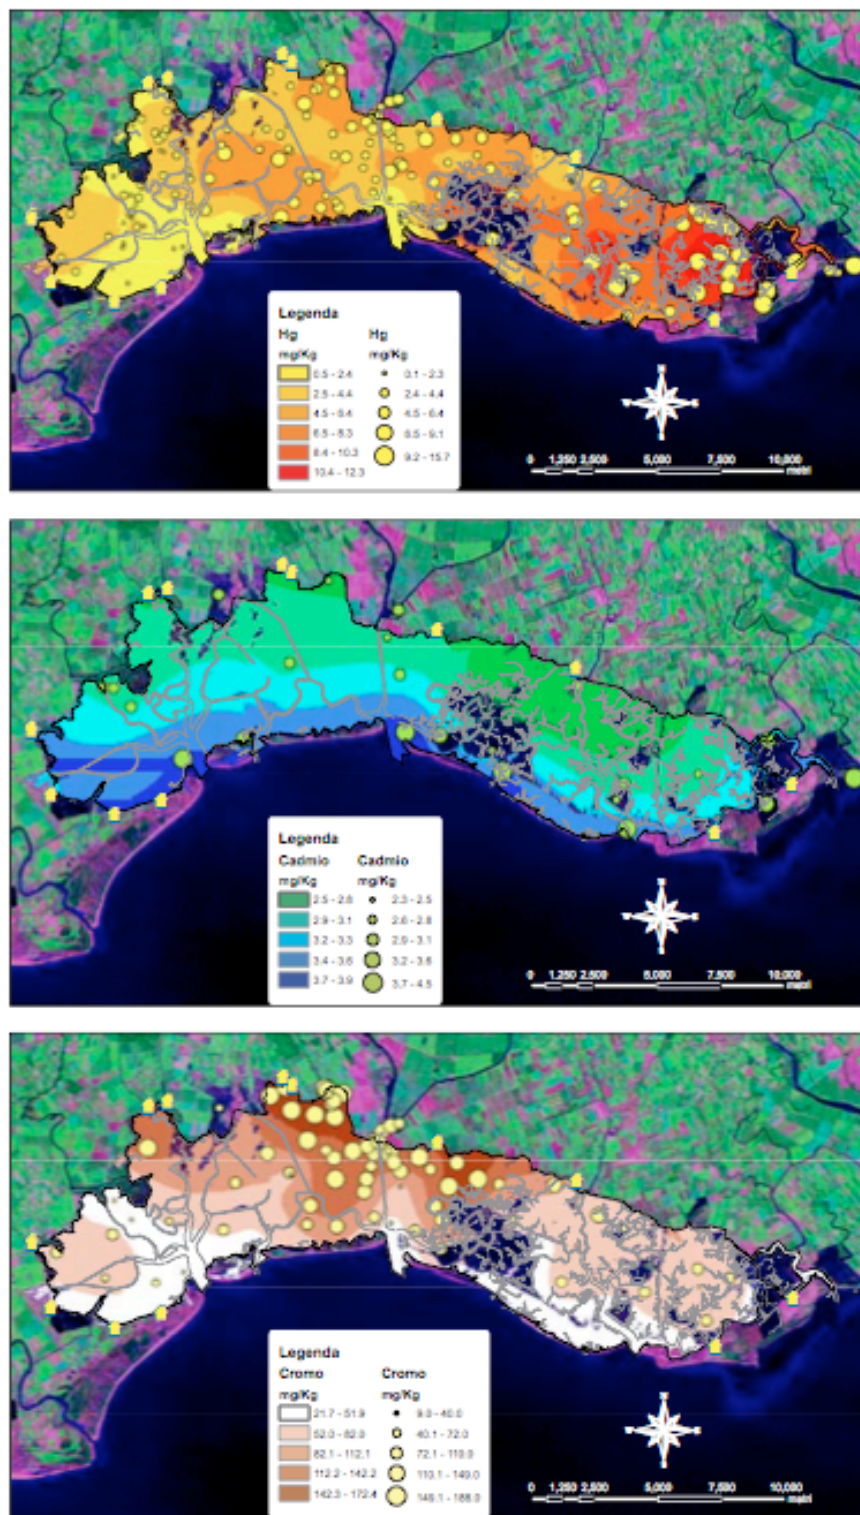 Legenda
Hg Hg
mg/Kg mg/Kg
0.5 - 2.4 0.1 - 2.3
2.5 - 4.4 2.4 - 4.4
4.5 - 6.4 4.5 - 6.4
6.5 - 8.3 6.5 - 9.1
8.4 - 10.3 9.2 - 15.7
10.4 - 12.3
0 1,250 2,500 5,000 7,500 10,000
metri
Legenda
Cadmio Cadmio
mg/Kg mg/Kg
2.5 - 2.8 2.3 - 2.5
2.9 - 3.1 2.6 - 2.8
3.2 - 3.3 2.9 - 3.1
3.4 - 3.6 3.2 - 3.6
3.7 - 3.9 3.7 - 4.5
0 1,250 2,500 5,000 7,500 10,000
metri
Legenda
Cromo Cromo
mg/Kg mg/Kg
21.7 - 51.9 9.0 - 40.0
52.0 - 82.0 40.1 - 72.0
82.1 - 112.1 72.1 - 110.0
112.2 - 142.2 110.1 - 149.0
142.3 - 172.4 149.1 - 188.0
0 1,250 2,500 5,000 7,500 10,000
metri